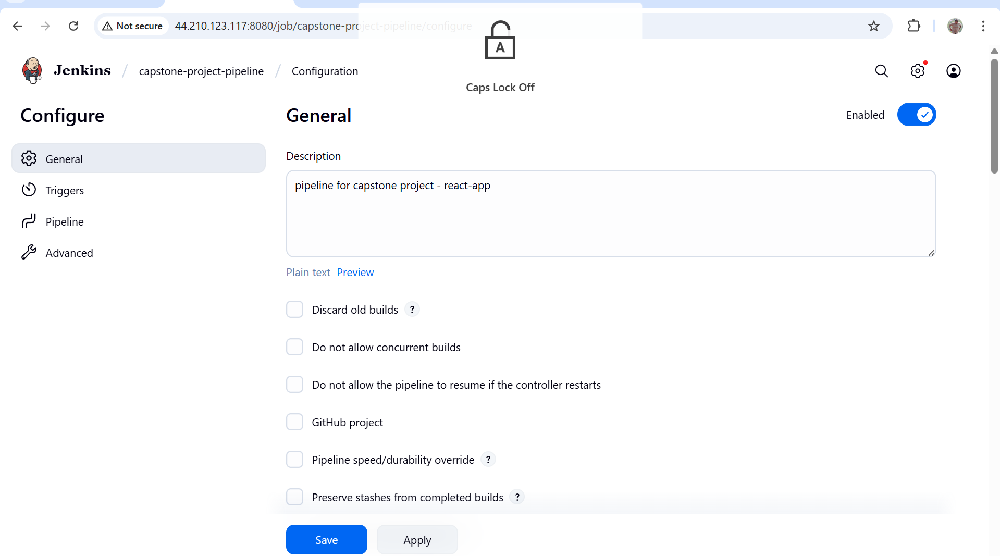 Not secure 44.210.123.117:8080/job/capstone-project-pipeline/configure
A
Caps Lock Off
Jenkins / capstone-project-pipeline / Configuration
Configure
General
Triggers
Pipeline
Advanced
General
Enabled
Description
pipeline for capstone project - react-app
Plain text Preview
Discard old builds ?
Do not allow concurrent builds
Do not allow the pipeline to resume if the controller restarts
GitHub project
Pipeline speed/durability override ?
Preserve stashes from completed builds ?
Save
Apply